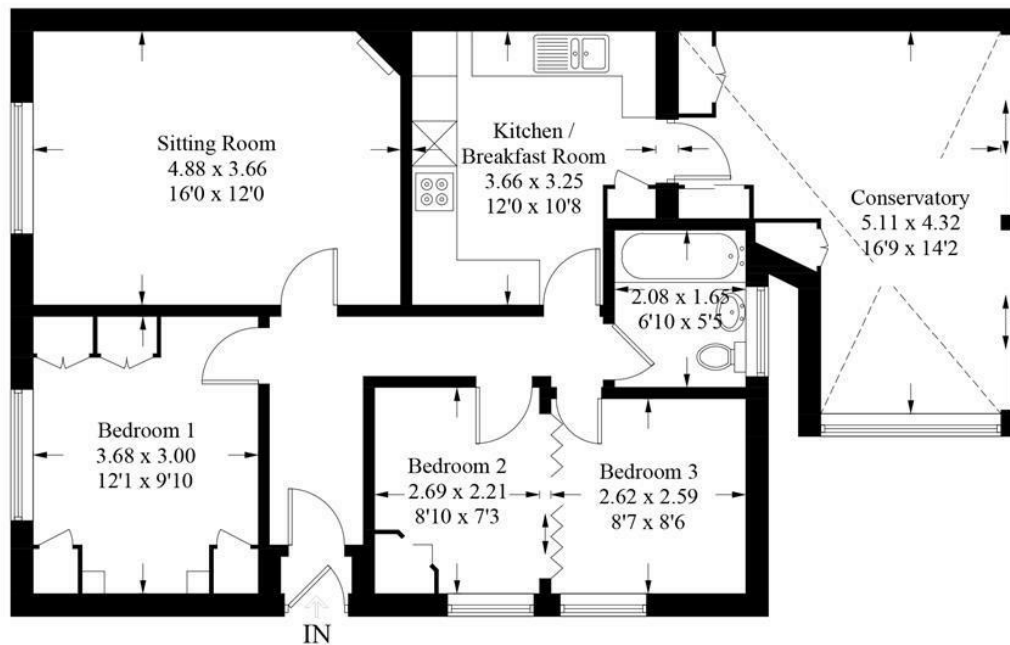 Sitting Room
4.88 x 3.66
16'0 x 12'0
Kitchen /
Breakfast Room
3.66 x 3.25
12'0 x 10'8
Conservatory
5.11 x 4.32
16'9 x 14'2
2.08 x 1.65
6'10 x 5'5
Bedroom 1
3.68 x 3.00
12'1 x 9'10
Bedroom 2
2.69 x 2.21
8'10 x 7'3
Bedroom 3
2.62 x 2.59
8'7 x 8'6
IN